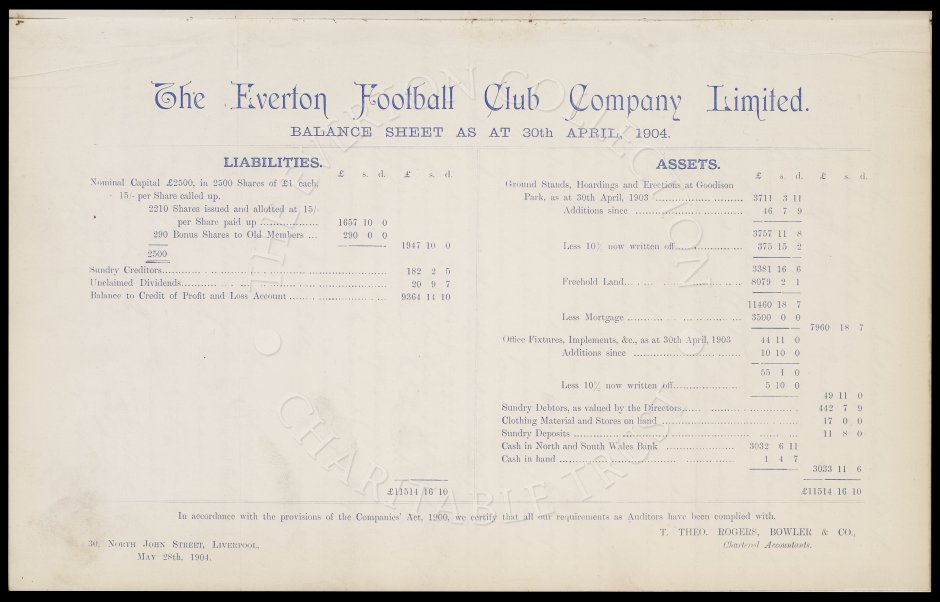 The Everton Football Club Company Limited.
BALANCE SHEET AS AT 30th APRIL, 1904.
LIABILITIES.
£ s. d. £ s. d.
Nominal Capital £2500, in 2500 Shares of £1 each,
15/- per Share called up.
2210 Shares issued and allotted at 15/-
per Share paid up ... 1657 10 0
290 Bonus Shares to Old Members ... 290 0 0
1947 10 0
2500
Sundry Creditors... 182 2 5
Unclaimed Dividends... 20 9 7
Balance to Credit of Profit and Loss Account ... 9364 14 10
£11514 16 10
ASSETS.
£ s. d. £ s. d.
Ground Stands, Hoardings and Erections at Goodison
Park, as at 30th April, 1903 ... 3711 3 11
Additions since ... 46 7 9
3757 11 8
Less 10% now written off... 375 15 2
3381 16 6
Freehold Land... 8079 2 1
11460 18 7
Less Mortgage ... 3500 0 0
7960 18 7
Office Fixtures, Implements, &c., as at 30th April, 1903 44 11 0
Additions since ... 10 10 0
55 1 0
Less 10% now written off... 5 10 0
49 11 0
Sundry Debtors, as valued by the Directors... 442 7 9
Clothing Material and Stores on hand ... 17 0 0
Sundry Deposits ... 11 8 0
Cash in North and South Wales Bank ... 3032 6 11
Cash in hand ... 1 4 7
3033 11 6
£11514 16 10
In accordance with the provisions of the Companies' Act, 1900, we certify that all our requirements as Auditors have been complied with.
T. THEO. ROGERS, BOWLER & CO.,
Chartered Accountants.
30, NORTH JOHN STREET, LIVERPOOL,
MAY 28th, 1904.
THE EVERTON COLLECTION
CHARITABLE TRUST